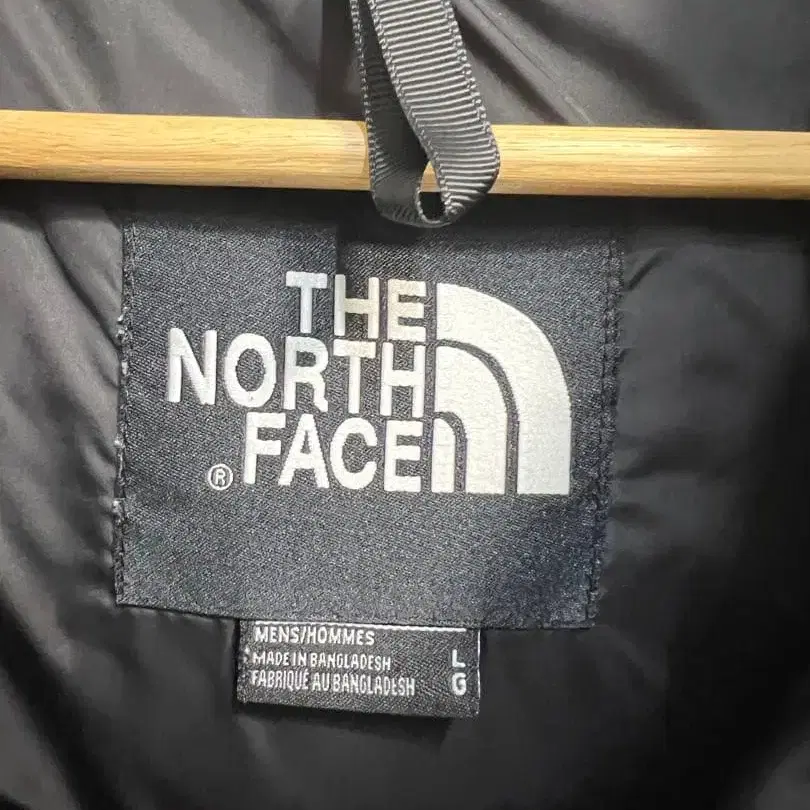 THE
NORTH
FACE
®
MENS/HOMMES
MADE IN BANGLADESH L
FABRIQUÉ AU BANGLADESH G